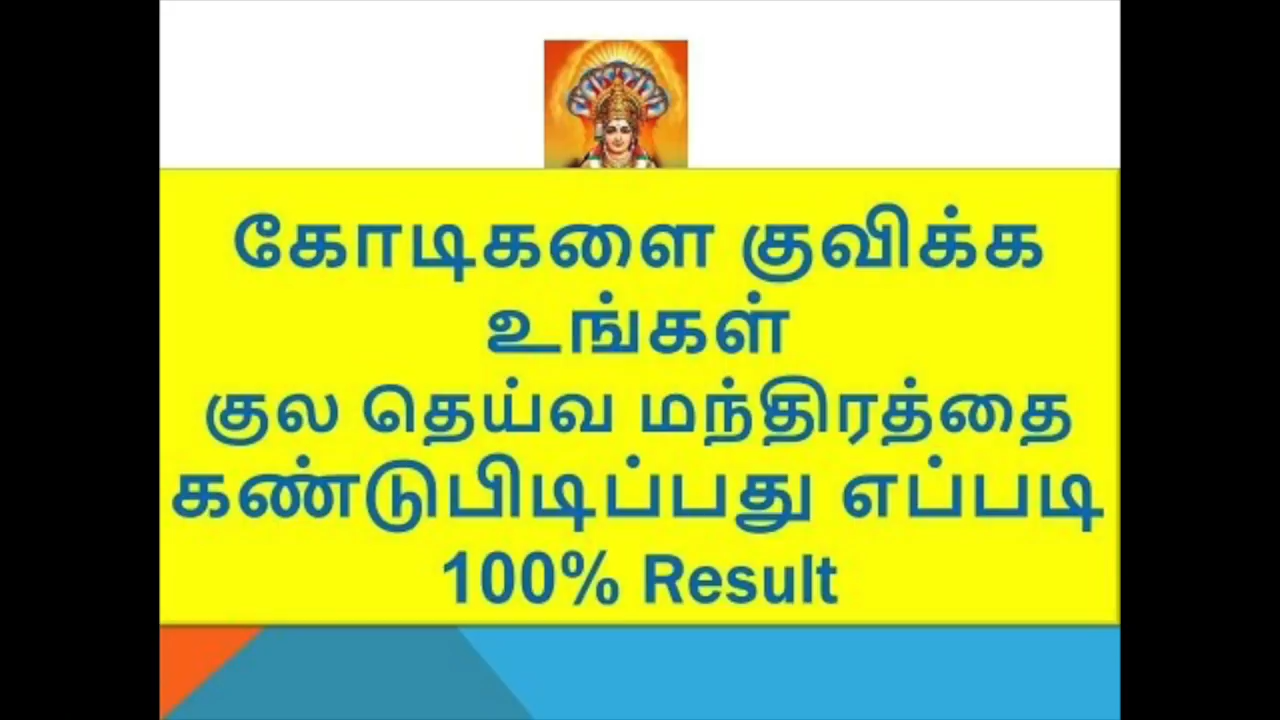 கோடிகளை குவிக்க
உங்கள்
குல தெய்வ மந்திரத்தை
கண்டுபிடிப்பது எப்படி
100% Result